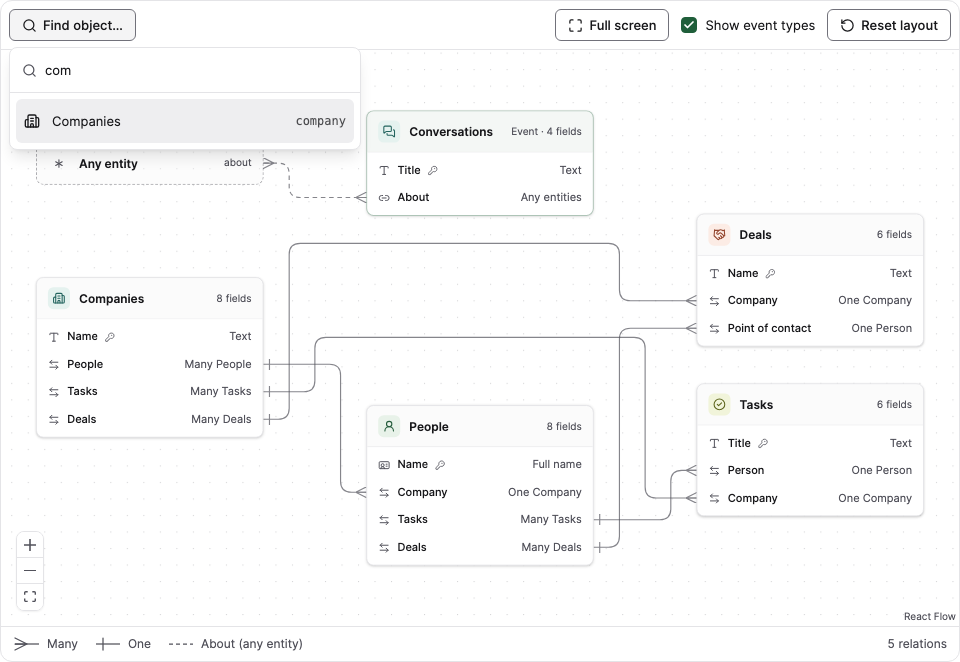 Find object...
Full screen
Show event types
Reset layout
com
Companies company
Any entity about
Conversations Event · 4 fields
Title Text
About Any entities
Deals 6 fields
Name Text
Company One Company
Point of contact One Person
Companies 8 fields
Name Text
People Many People
Tasks Many Tasks
Deals Many Deals
People 8 fields
Name Full name
Company One Company
Tasks Many Tasks
Deals Many Deals
Tasks 6 fields
Title Text
Person One Person
Company One Company
React Flow
Many One About (any entity) 5 relations